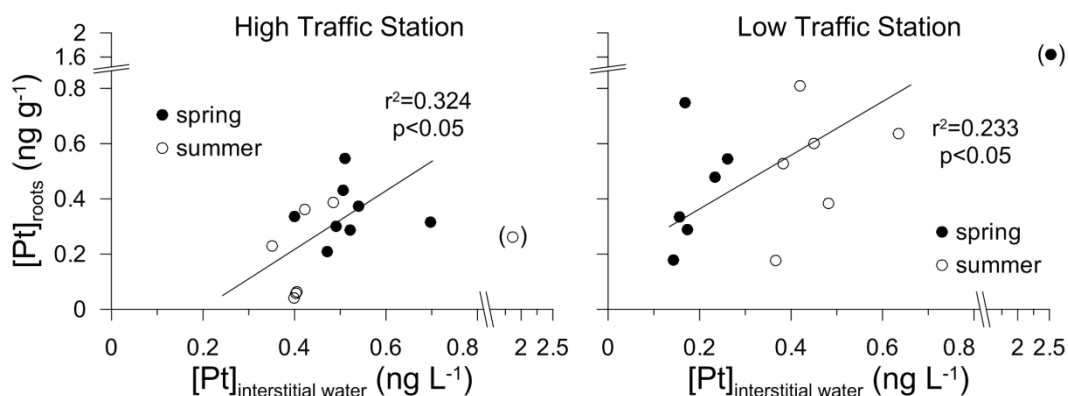 High Traffic Station
Low Traffic Station
[Pt]roots (ng g-1)
2
1.6
0.8
0.6
0.4
0.2
0
spring
summer
r²=0.324
p<0.05
( )
0 0.2 0.4 0.6 0.8 2 2.5
[Pt]interstitial water (ng L-1)
( )
r²=0.233
p<0.05
spring
summer
0 0.2 0.4 0.6 0.8 2 2.5
[Pt]interstitial water (ng L-1)